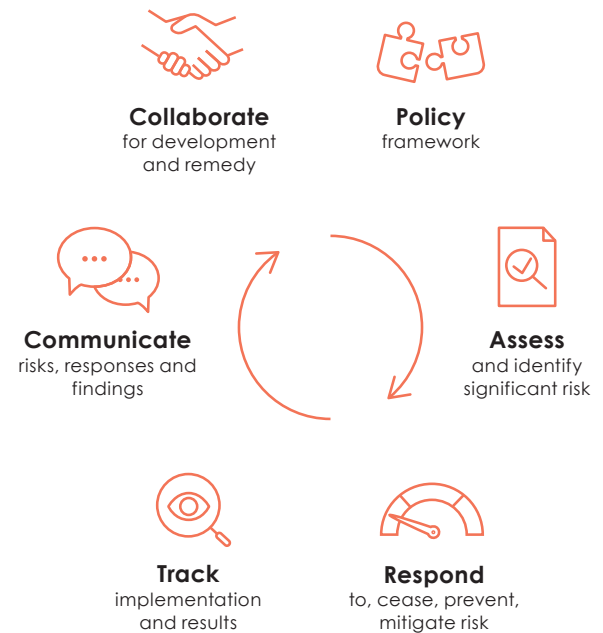 Collaborate
for development
and remedy
Policy
framework
Communicate
risks, responses and
findings
Assess
and identify
significant risk
Track
implementation
and results
Respond
to, cease, prevent,
mitigate risk